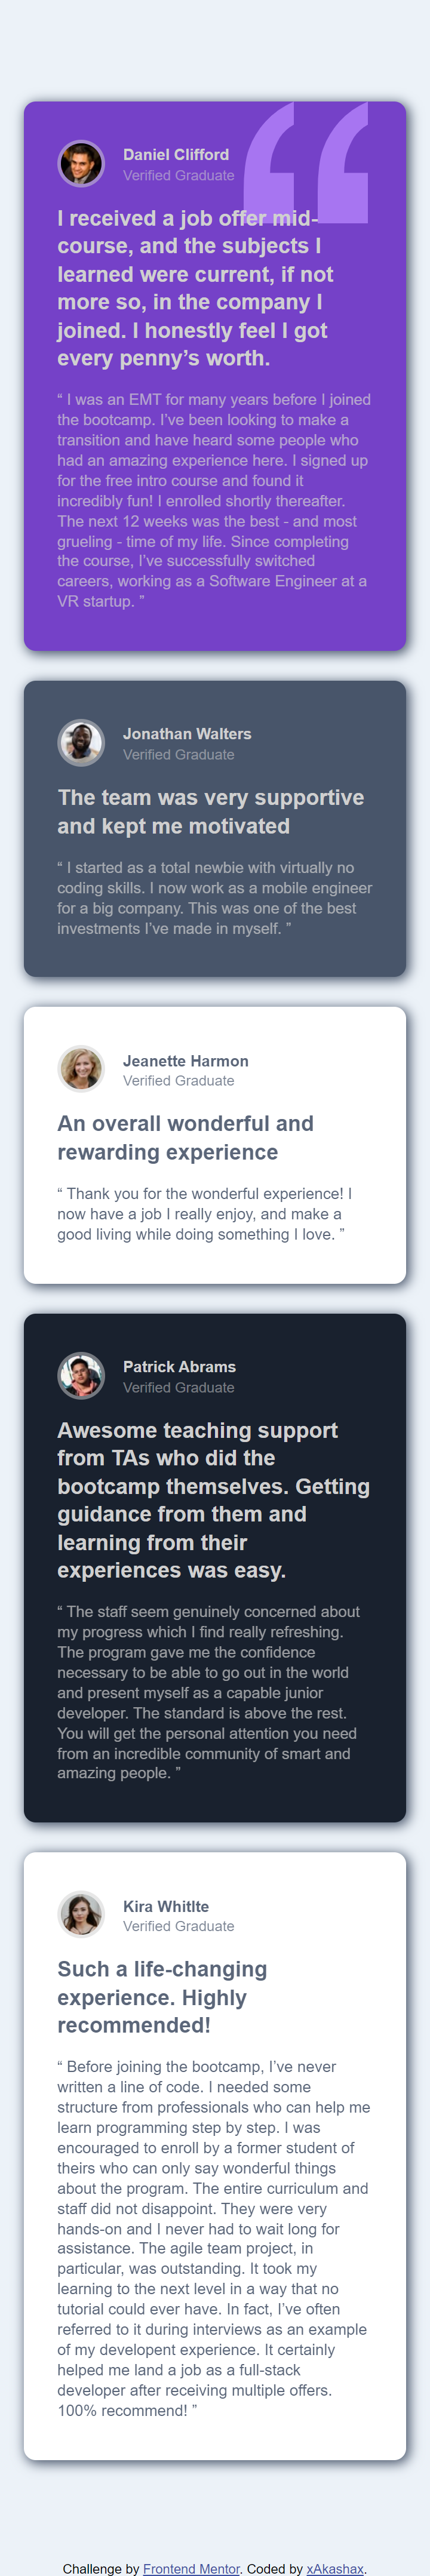 Daniel Clifford
Verified Graduate
I received a job offer mid-
course, and the subjects I
learned were current, if not
more so, in the company I
joined. I honestly feel I got
every penny’s worth.
“ I was an EMT for many years before I joined
the bootcamp. I’ve been looking to make a
transition and have heard some people who
had an amazing experience here. I signed up
for the free intro course and found it
incredibly fun! I enrolled shortly thereafter.
The next 12 weeks was the best - and most
grueling - time of my life. Since completing
the course, I’ve successfully switched
careers, working as a Software Engineer at a
VR startup. ”
Jonathan Walters
Verified Graduate
The team was very supportive
and kept me motivated
“ I started as a total newbie with virtually no
coding skills. I now work as a mobile engineer
for a big company. This was one of the best
investments I’ve made in myself. ”
Jeanette Harmon
Verified Graduate
An overall wonderful and
rewarding experience
“ Thank you for the wonderful experience! I
now have a job I really enjoy, and make a
good living while doing something I love. ”
Patrick Abrams
Verified Graduate
Awesome teaching support
from TAs who did the
bootcamp themselves. Getting
guidance from them and
learning from their
experiences was easy.
“ The staff seem genuinely concerned about
my progress which I find really refreshing.
The program gave me the confidence
necessary to be able to go out in the world
and present myself as a capable junior
developer. The standard is above the rest.
You will get the personal attention you need
from an incredible community of smart and
amazing people. ”
Kira Whitlte
Verified Graduate
Such a life-changing
experience. Highly
recommended!
“ Before joining the bootcamp, I’ve never
written a line of code. I needed some
structure from professionals who can help me
learn programming step by step. I was
encouraged to enroll by a former student of
theirs who can only say wonderful things
about the program. The entire curriculum and
staff did not disappoint. They were very
hands-on and I never had to wait long for
assistance. The agile team project, in
particular, was outstanding. It took my
learning to the next level in a way that no
tutorial could ever have. In fact, I’ve often
referred to it during interviews as an example
of my developent experience. It certainly
helped me land a job as a full-stack
developer after receiving multiple offers.
100% recommend! ”
Challenge by Frontend Mentor. Coded by xAkashax.